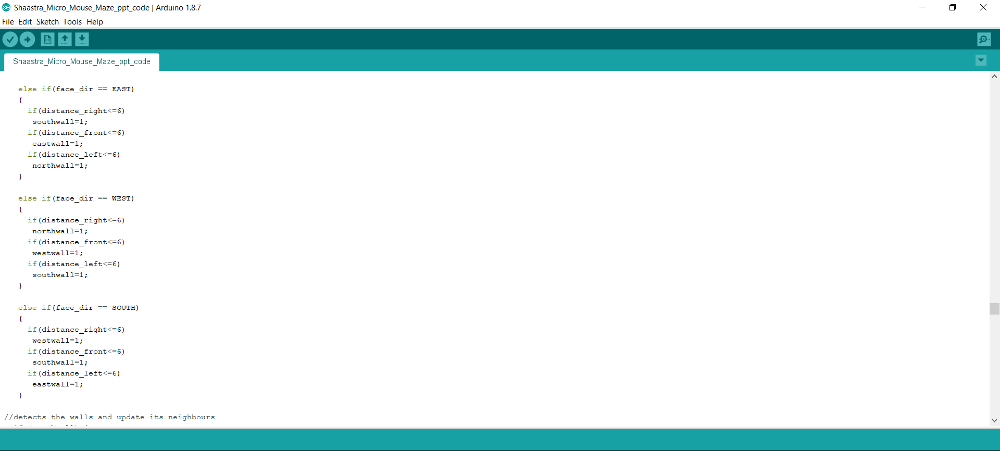 Shaastra_Micro_Mouse_Maze_ppt_code | Arduino 1.8.7
File Edit Sketch Tools Help
Shaastra_Micro_Mouse_Maze_ppt_code
else if(face_dir == EAST)
{
if(distance_right<=6)
southwall=1;
if(distance_front<=6)
eastwall=1;
if(distance_left<=6)
northwall=1;
}
else if(face_dir == WEST)
{
if(distance_right<=6)
northwall=1;
if(distance_front<=6)
westwall=1;
if(distance_left<=6)
southwall=1;
}
else if(face_dir == SOUTH)
{
if(distance_right<=6)
westwall=1;
if(distance_front<=6)
southwall=1;
if(distance_left<=6)
eastwall=1;
}
//detects the walls and update its neighbours